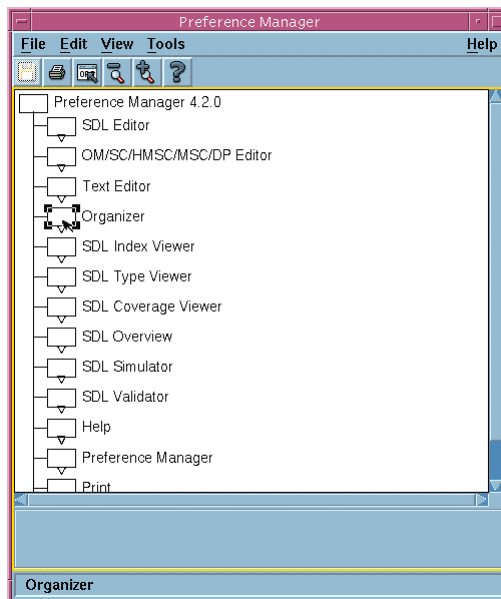 Preference Manager
File Edit View Tools Help
Preference Manager 4.2.0
SDL Editor
OM/SC/HMSC/MSC/DP Editor
Text Editor
Organizer
SDL Index Viewer
SDL Type Viewer
SDL Coverage Viewer
SDL Overview
SDL Simulator
SDL Validator
Help
Preference Manager
Print
Organizer